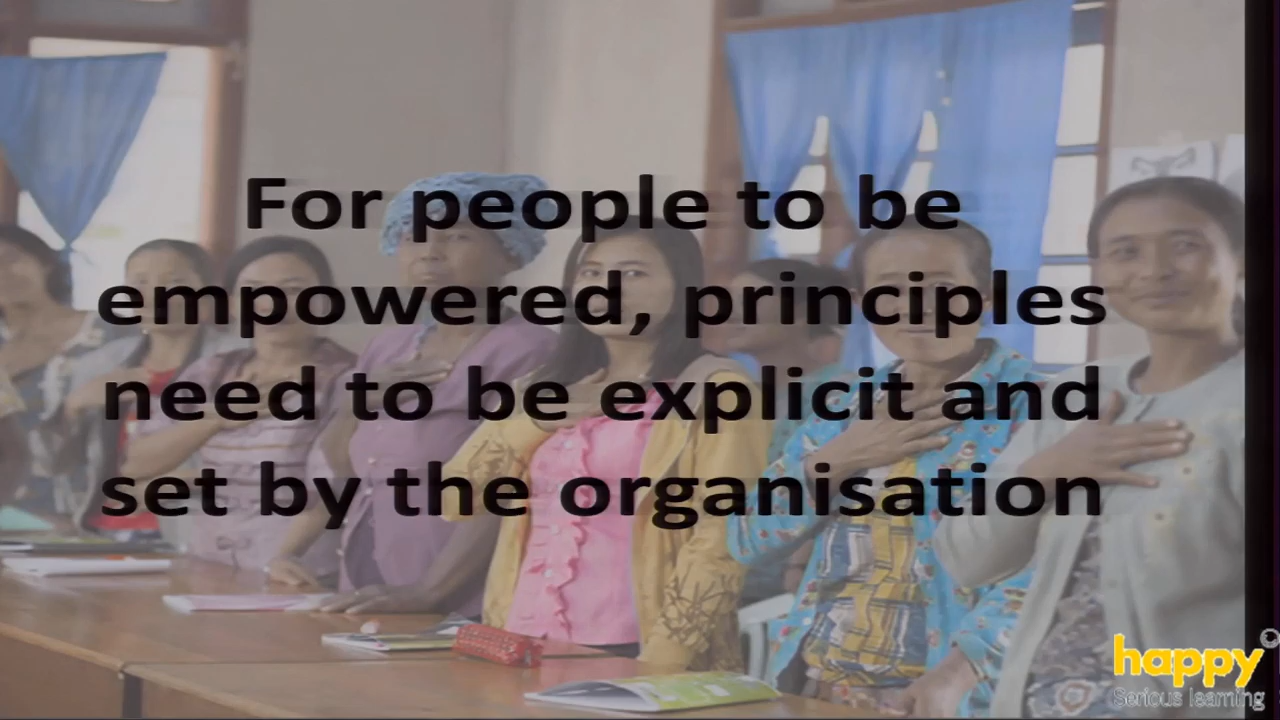 For people to be
empowered, principles
need to be explicit and
set by the organisation
happy
Serious learning